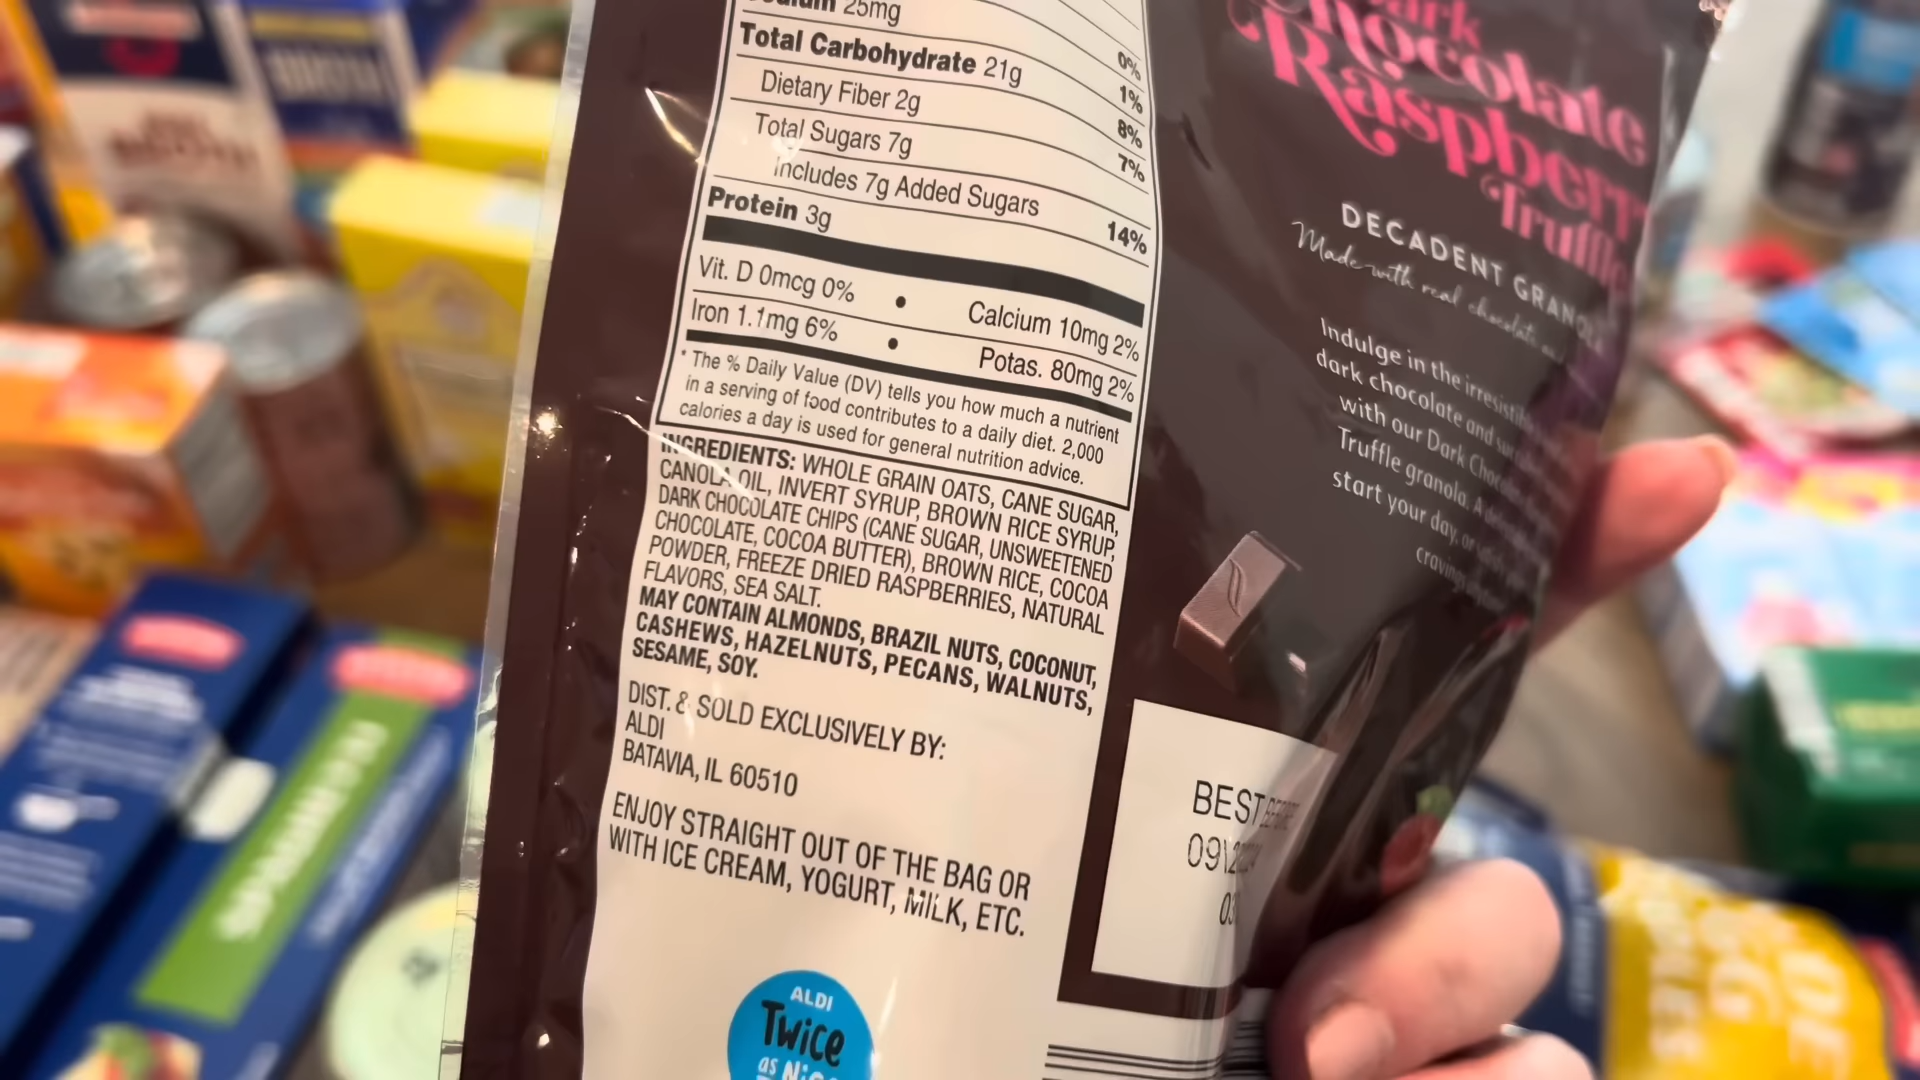 25mg
0%
Total Carbohydrate 21g
1%
Dietary Fiber 2g
8%
Total Sugars 7g
7%
Includes 7g Added Sugars
14%
Protein 3g
Vit. D 0mcg 0% • Calcium 10mg 2%
Iron 1.1mg 6% • Potas. 80mg 2%
* The % Daily Value (DV) tells you how much a nutrient
in a serving of food contributes to a daily diet. 2,000
calories a day is used for general nutrition advice.
INGREDIENTS: WHOLE GRAIN OATS, CANE SUGAR,
CANOLA OIL, INVERT SYRUP, BROWN RICE SYRUP,
DARK CHOCOLATE CHIPS (CANE SUGAR, UNSWEETENED
CHOCOLATE, COCOA BUTTER), BROWN RICE, COCOA
POWDER, FREEZE DRIED RASPBERRIES, NATURAL
FLAVORS, SEA SALT.
MAY CONTAIN ALMONDS, BRAZIL NUTS, COCONUT,
CASHEWS, HAZELNUTS, PECANS, WALNUTS,
SESAME, SOY.
DIST. & SOLD EXCLUSIVELY BY:
ALDI
BATAVIA, IL 60510
ENJOY STRAIGHT OUT OF THE BAG OR
WITH ICE CREAM, YOGURT, MILK, ETC.
ALDI
Twice
as
Chocolate
Raspberry
Truffle
DECADENT GRANOLA
Made with real chocolate
Indulge in the
dark chocolate and
with our Dark
Truffle granola. A
start your day, or
cravings
BEST